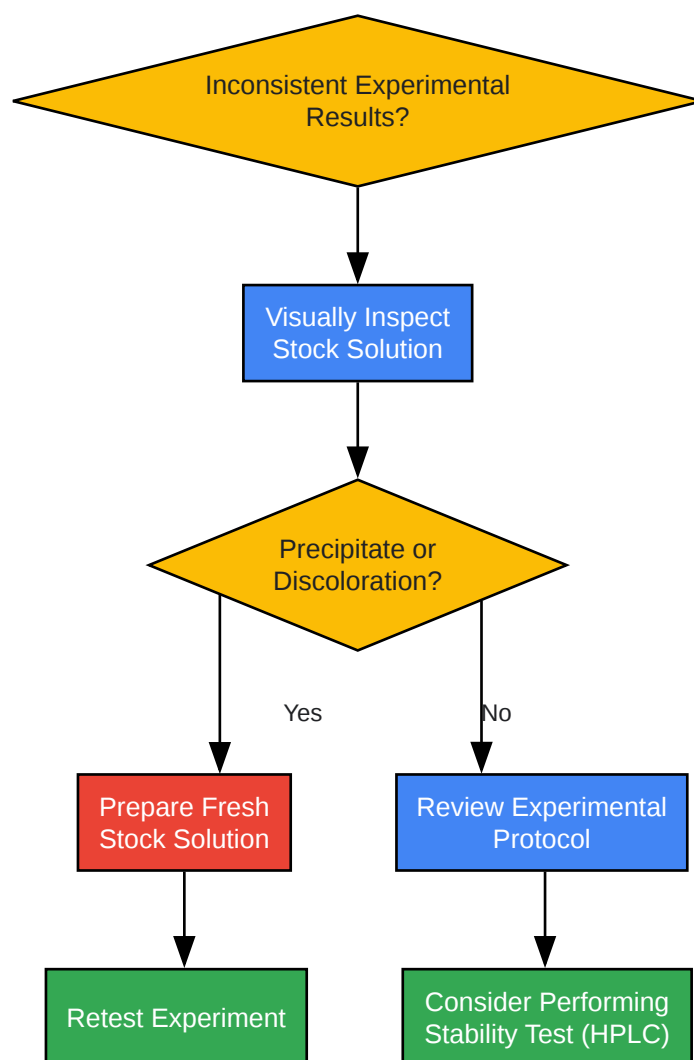 Inconsistent Experimental
Results?
Visually Inspect
Stock Solution
Precipitate or
Discoloration?
Yes
No
Prepare Fresh
Stock Solution
Review Experimental
Protocol
Retest Experiment
Consider Performing
Stability Test (HPLC)